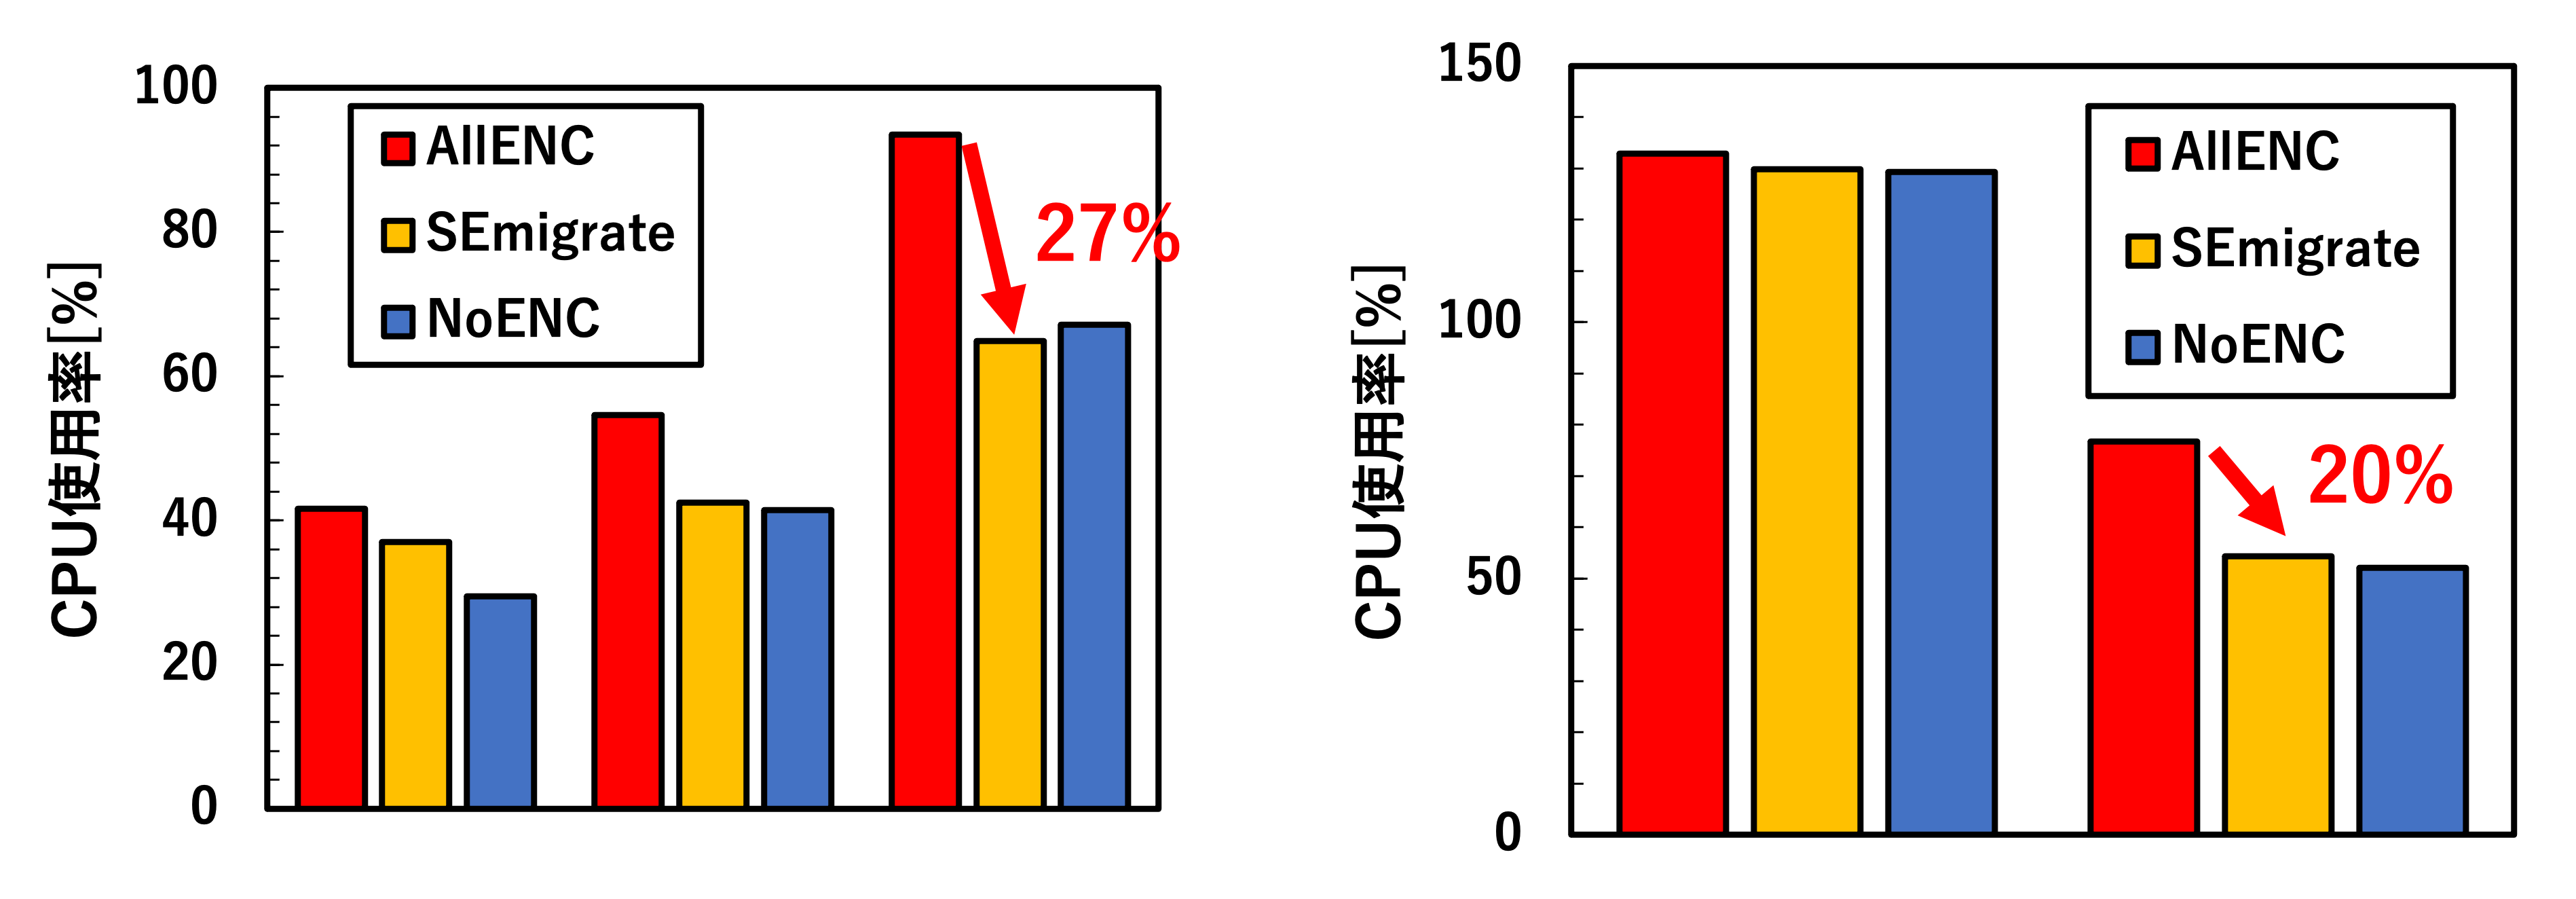 CPU使用率[%]
100
80
60
40
20
0
AllENC
SEmigrate
NoENC
27%
CPU使用率[%]
150
100
50
0
AllENC
SEmigrate
NoENC
20%